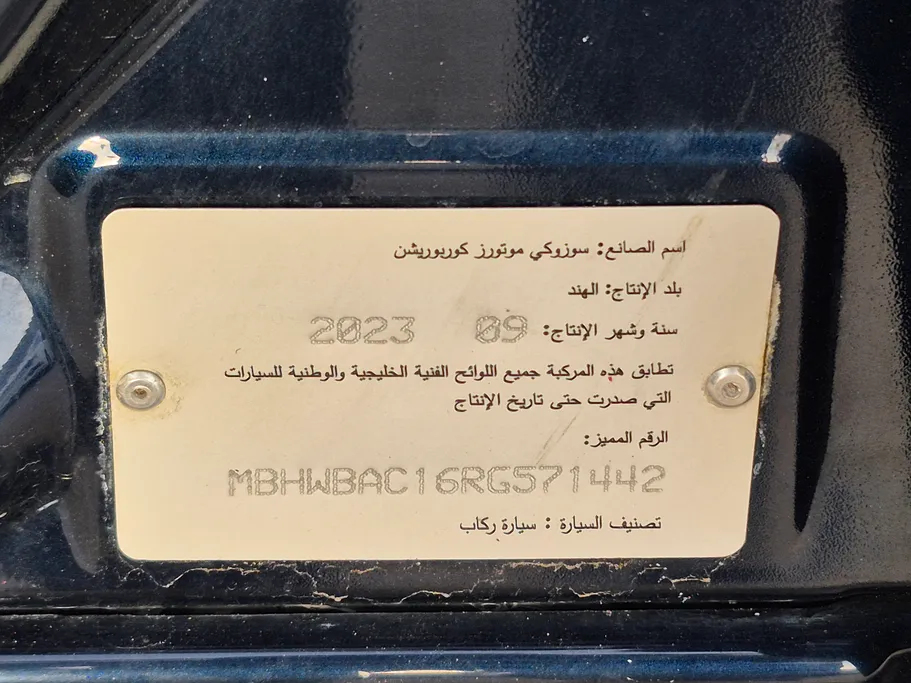 اسم الصانع: سوزوكي موتورز كوربوريشن
بلد الإنتاج: الهند
سنة وشهر الإنتاج: 09 2023
تطابق هذه المركبة جميع اللوائح الفنية الخليجية والوطنية للسيارات
التي صدرت حتى تاريخ الإنتاج
الرقم المميز:
MBHWBAC16RG571442
تصنيف السيارة : سيارة ركاب